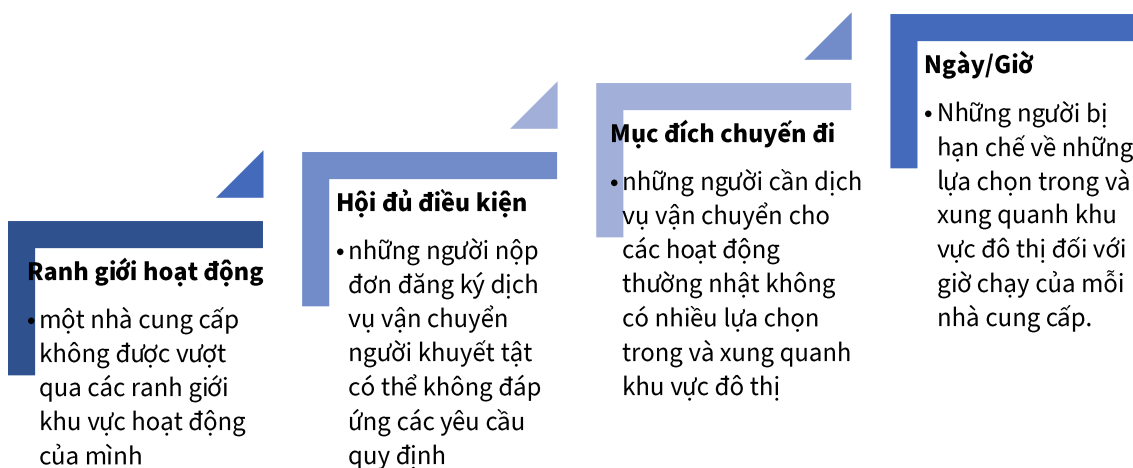 Ranh giới hoạt động
• một nhà cung cấp
không được vượt
qua các ranh giới
khu vực hoạt động
của mình
Hội đủ điều kiện
• những người nộp
đơn đăng ký dịch
vụ vận chuyển
người khuyết tật
có thể không đáp
ứng các yêu cầu
quy định
Mục đích chuyến đi
• những người cần dịch
vụ vận chuyển cho
các hoạt động
thường nhật không
có nhiều lựa chọn
trong và xung quanh
khu vực đô thị
Ngày/Giờ
• Những người bị
hạn chế về những
lựa chọn trong và
xung quanh khu
vực đô thị đối với
giờ chạy của mỗi
nhà cung cấp.